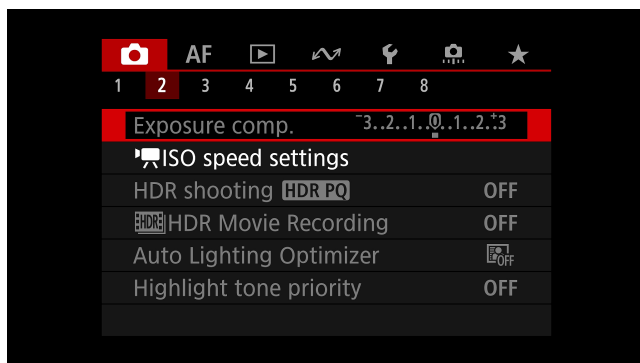 AF
1 2 3 4 5 6 7 8
Exposure comp. -3..2..1..0..1..2.+3
ISO speed settings
HDR shooting HDR PQ OFF
HDR HDR Movie Recording OFF
Auto Lighting Optimizer OFF
Highlight tone priority OFF